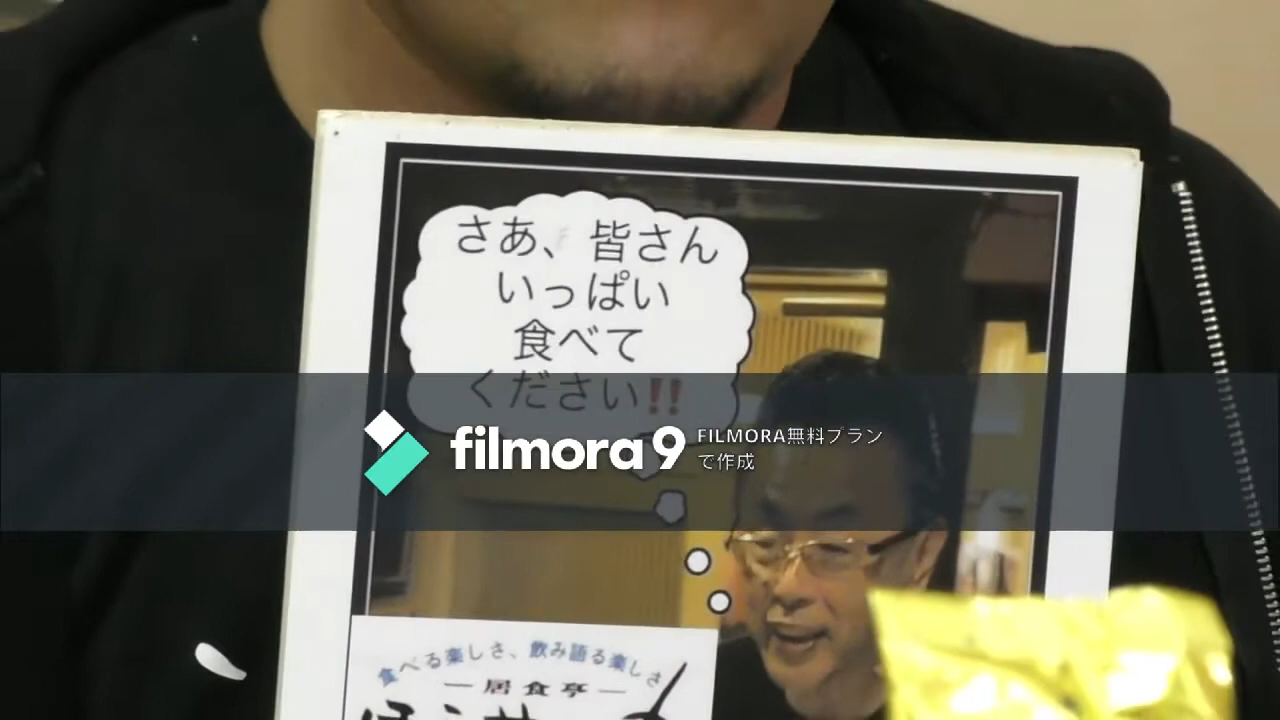 さあ、皆さん
いっぱい
食べて
ください‼
filmora9
FILMORA無料プラン
で作成
食べる楽しさ、飲み語る楽しさ
居食亭